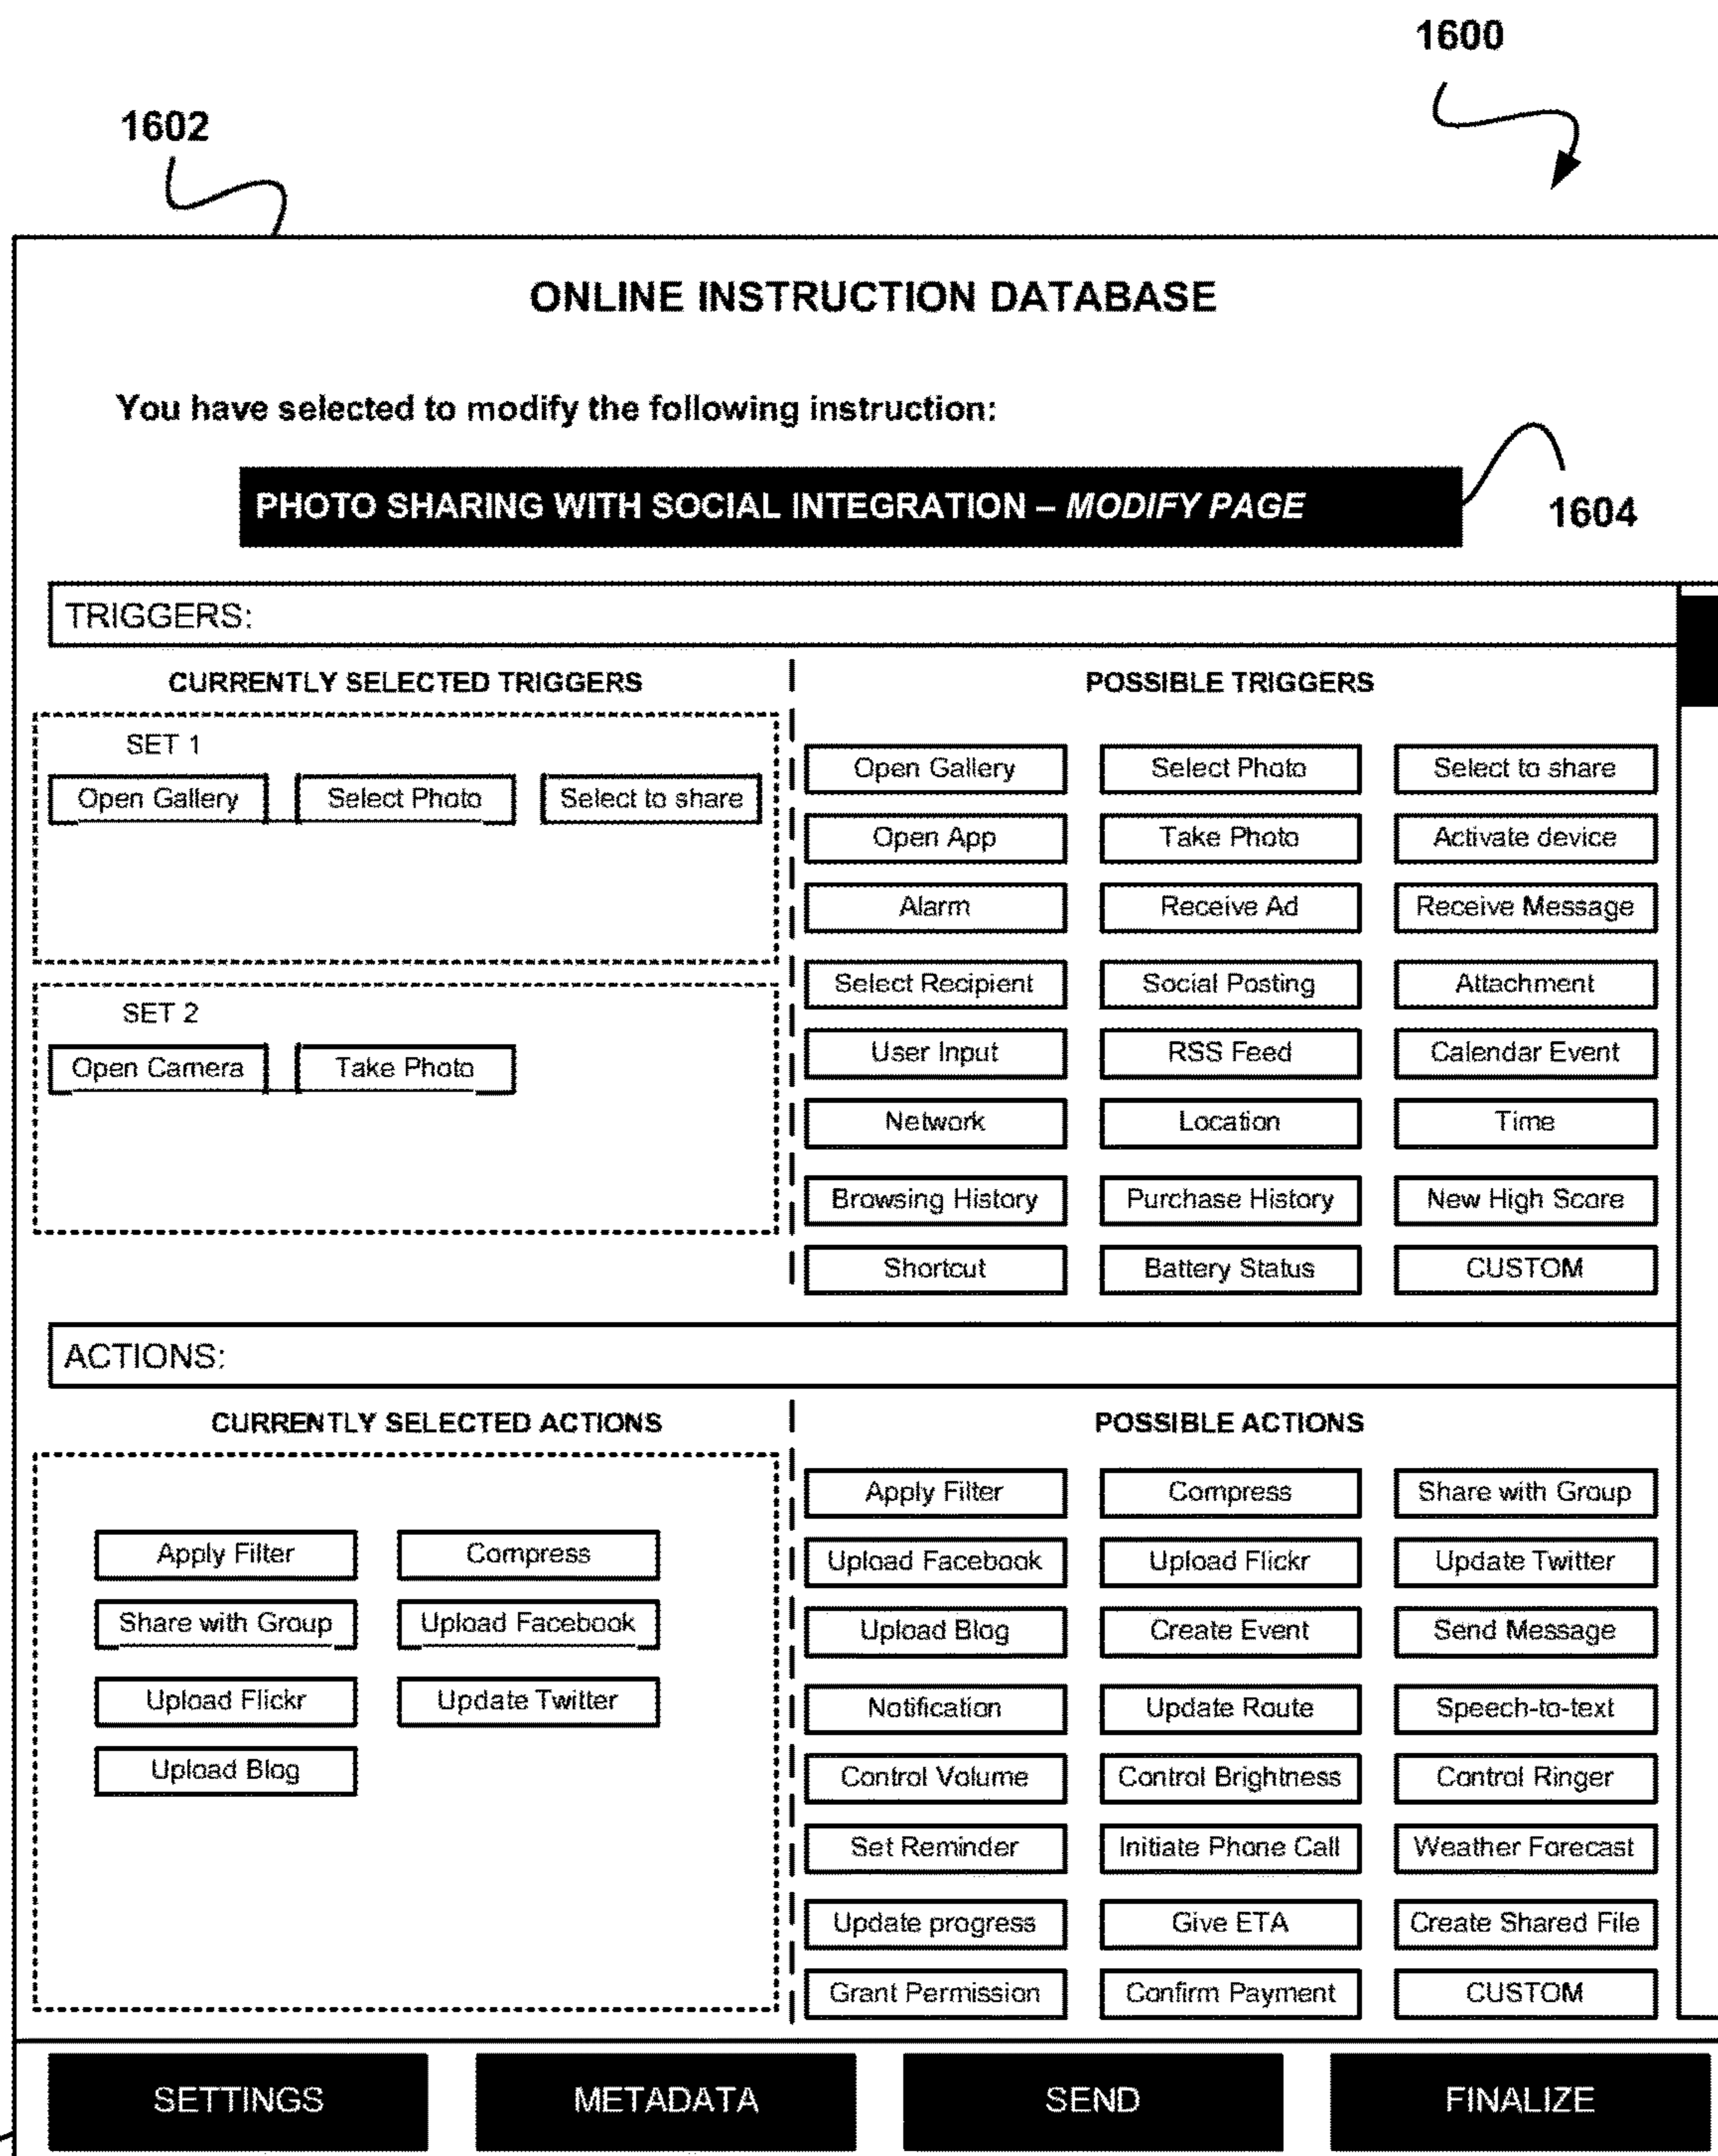 1600
1602
ONLINE INSTRUCTION DATABASE
You have selected to modify the following instruction:
PHOTO SHARING WITH SOCIAL INTEGRATION – MODIFY PAGE
1604
TRIGGERS:
CURRENTLY SELECTED TRIGGERS
SET 1
Open Gallery Select Photo Select to share
SET 2
Open Camera Take Photo
POSSIBLE TRIGGERS
Open Gallery Select Photo Select to share
Open App Take Photo Activate device
Alarm Receive Ad Receive Message
Select Recipient Social Posting Attachment
User Input RSS Feed Calendar Event
Network Location Time
Browsing History Purchase History New High Score
Shortcut Battery Status CUSTOM
ACTIONS:
CURRENTLY SELECTED ACTIONS
Apply Filter Compress
Share with Group Upload Facebook
Upload Flickr Update Twitter
Upload Blog
POSSIBLE ACTIONS
Apply Filter Compress Share with Group
Upload Facebook Upload Flickr Update Twitter
Upload Blog Create Event Send Message
Notification Update Route Speech-to-text
Control Volume Control Brightness Control Ringer
Set Reminder Initiate Phone Call Weather Forecast
Update progress Give ETA Create Shared File
Grant Permission Confirm Payment CUSTOM
SETTINGS METADATA SEND FINALIZE